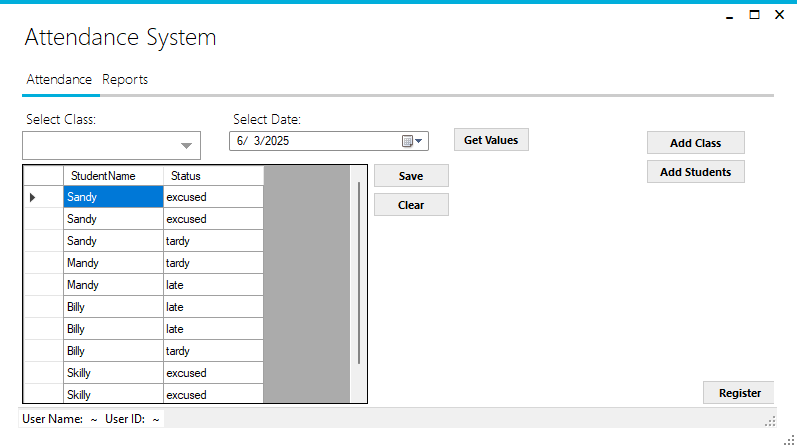 Attendance System
Attendance Reports
Select Class: Select Date:
6/ 3/2025 Get Values Add Class
StudentName Status Save Add Students
Sandy excused Clear
Sandy excused
Sandy tardy
Mandy tardy
Mandy late
Billy late
Billy late
Billy tardy
Skilly excused
Skilly excused
Register
User Name: ~ User ID: ~